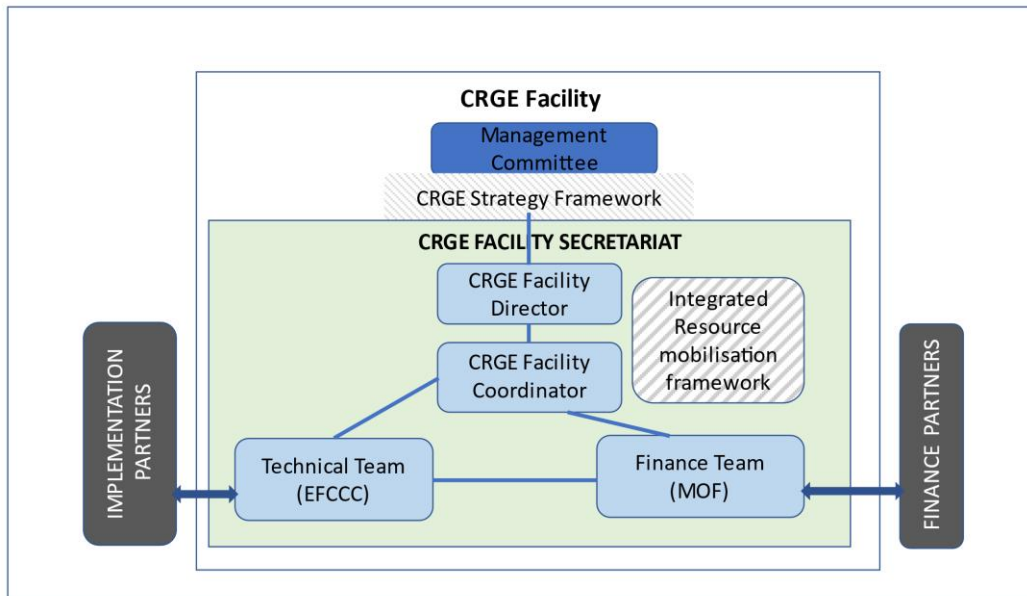 CRGE Facility
Management
Committee
CRGE Strategy Framework
CRGE FACILITY SECRETARIAT
CRGE Facility
Director
Integrated
Resource
mobilisation
framework
CRGE Facility
Coordinator
IMPLEMENTATION
PARTNERS
Technical Team
(EFCCC)
Finance Team
(MOF)
FINANCE PARTNERS